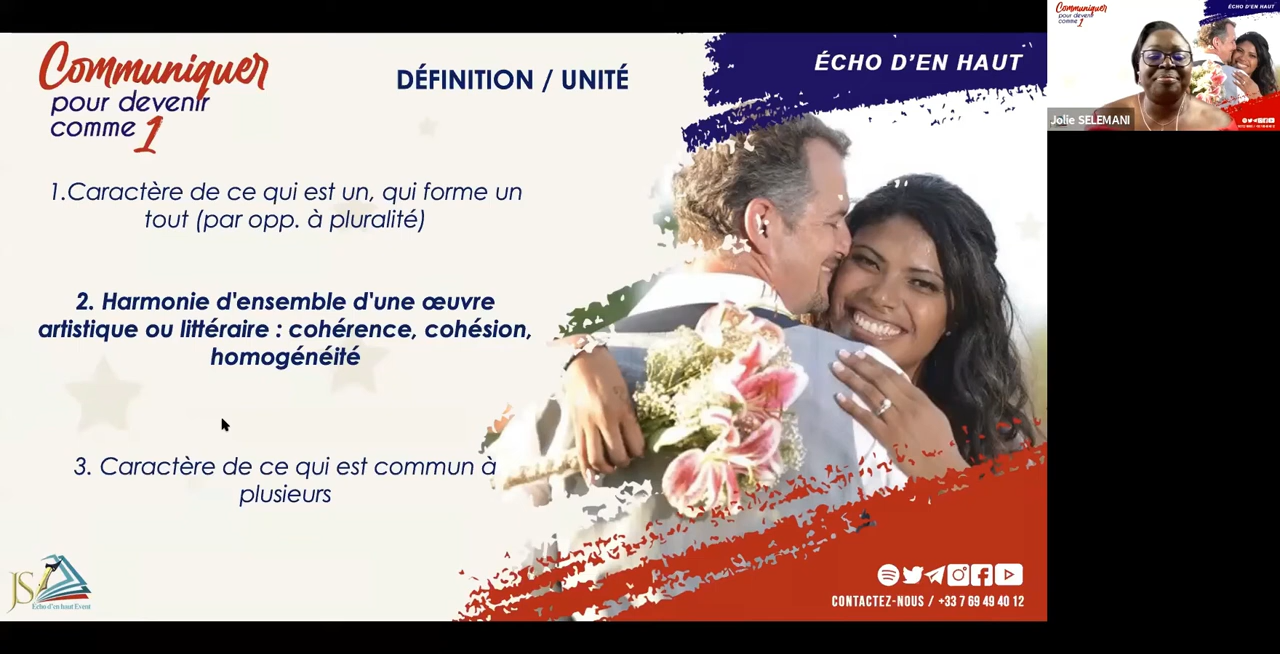 Communiquer
pour devenir
comme 1
DÉFINITION / UNITÉ
ÉCHO D'EN HAUT
1.Caractère de ce qui est un, qui forme un
tout (par opp. à pluralité)
2. Harmonie d'ensemble d'une œuvre
artistique ou littéraire : cohérence, cohésion,
homogénéité
3. Caractère de ce qui est commun à
plusieurs
JS
Echo d'en haut Event
CONTACTEZ-NOUS / +33 7 69 49 40 12
Communiquer
pour devenir
comme 1
ÉCHO D'EN HAUT
Jolie SELEMANI